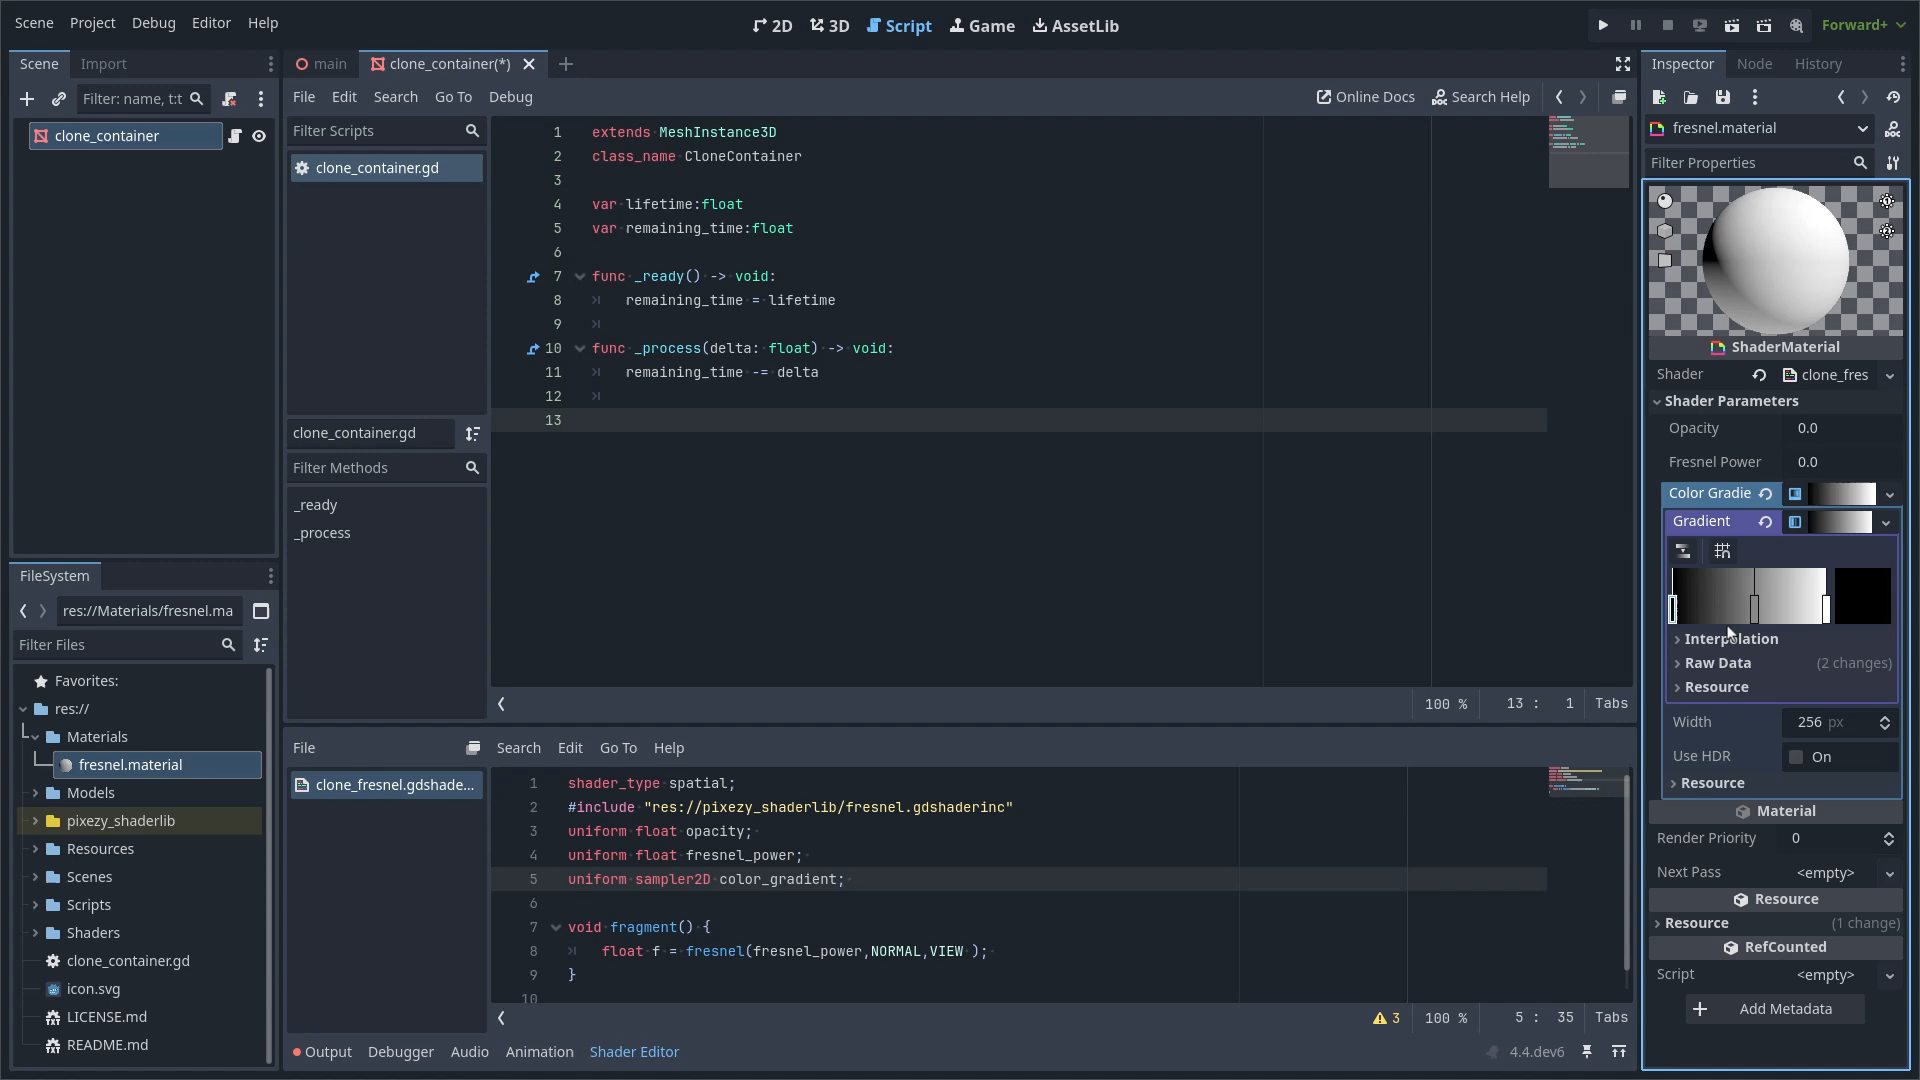 Scene Project Debug Editor Help
2D 3D Script Game AssetLib
Forward+
Scene Import
Filter: name, t:t
clone_container
FileSystem
res://Materials/fresnel.ma
Filter Files
Favorites:
res://
Materials
fresnel.material
Models
pixezy_shaderlib
Resources
Scenes
Scripts
Shaders
clone_container.gd
icon.svg
LICENSE.md
README.md
main clone_container(*)
File Edit Search Go To Debug
Online Docs Search Help
Filter Scripts
clone_container.gd
clone_container.gd
Filter Methods
_ready
_process
1 extends MeshInstance3D
2 class_name CloneContainer
3
4 var lifetime:float
5 var remaining_time:float
6
7 func _ready() -> void:
8 remaining_time = lifetime
9
10 func _process(delta: float) -> void:
11 remaining_time -= delta
12
13
100 % 13 : 1 Tabs
File Search Edit Go To Help
clone_fresnel.gdshade...
1 shader_type spatial;
2 #include "res://pixezy_shaderlib/fresnel.gdshaderinc"
3 uniform float opacity;
4 uniform float fresnel_power;
5 uniform sampler2D color_gradient;
6
7 void fragment() {
8 float f = fresnel(fresnel_power,NORMAL,VIEW );
9 }
10
3 100 % 5 : 35 Tabs
Output Debugger Audio Animation Shader Editor
4.4.dev6
Inspector Node History
fresnel.material
Filter Properties
ShaderMaterial
Shader clone_fres
Shader Parameters
Opacity 0.0
Fresnel Power 0.0
Color Gradie
Gradient
Interpolation
Raw Data (2 changes)
Resource
Width 256 px
Use HDR On
Resource
Material
Render Priority 0
Next Pass <empty>
Resource
Resource (1 change)
RefCounted
Script <empty>
Add Metadata